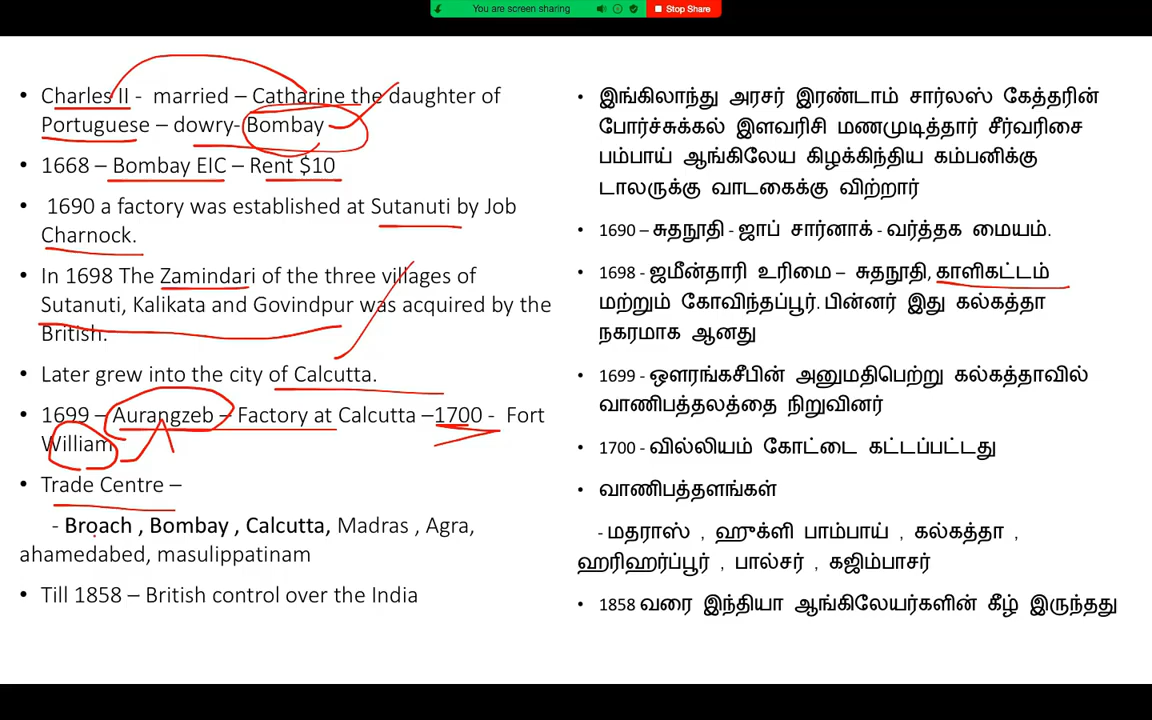 You are screen sharing
Stop Share
• Charles II - married – Catharine the daughter of
Portuguese – dowry- Bombay
• 1668 – Bombay EIC – Rent $10
• 1690 a factory was established at Sutanuti by Job
Charnock.
• In 1698 The Zamindari of the three villages of
Sutanuti, Kalikata and Govindpur was acquired by the
British.
• Later grew into the city of Calcutta.
• 1699 – Aurangzeb – Factory at Calcutta –1700 - Fort
William
• Trade Centre –
- Broach , Bombay , Calcutta, Madras , Agra,
ahamedabed, masulippatinam
• Till 1858 – British control over the India
• இங்கிலாந்து அரசர் இரண்டாம் சார்லஸ் கேத்தரின்
போர்ச்சுக்கல் இளவரிசி மணமுடித்தார் சீர்வரிசை
பம்பாய் ஆங்கிலேய கிழக்கிந்திய கம்பனிக்கு
டாலருக்கு வாடகைக்கு விற்றார்
• 1690 – சுதநூதி - ஜாப் சார்னாக் - வர்த்தக மையம்.
• 1698 - ஜமீன்தாரி உரிமை – சுதநூதி, காளிகட்டம்
மற்றும் கோவிந்தப்பூர். பின்னர் இது கல்கத்தா
நகரமாக ஆனது
• 1699 - ஔரங்கசீபின் அனுமதிபெற்று கல்கத்தாவில்
வாணிபத்தலத்தை நிறுவினர்
• 1700 - வில்லியம் கோட்டை கட்டப்பட்டது
• வாணிபத்தளங்கள்
- மதராஸ் , ஹுக்ளி பாம்பாய் , கல்கத்தா ,
ஹரிஹர்ப்பூர் , பால்சர் , கஜிம்பாசர்
• 1858 வரை இந்தியா ஆங்கிலேயர்களின் கீழ் இருந்தது